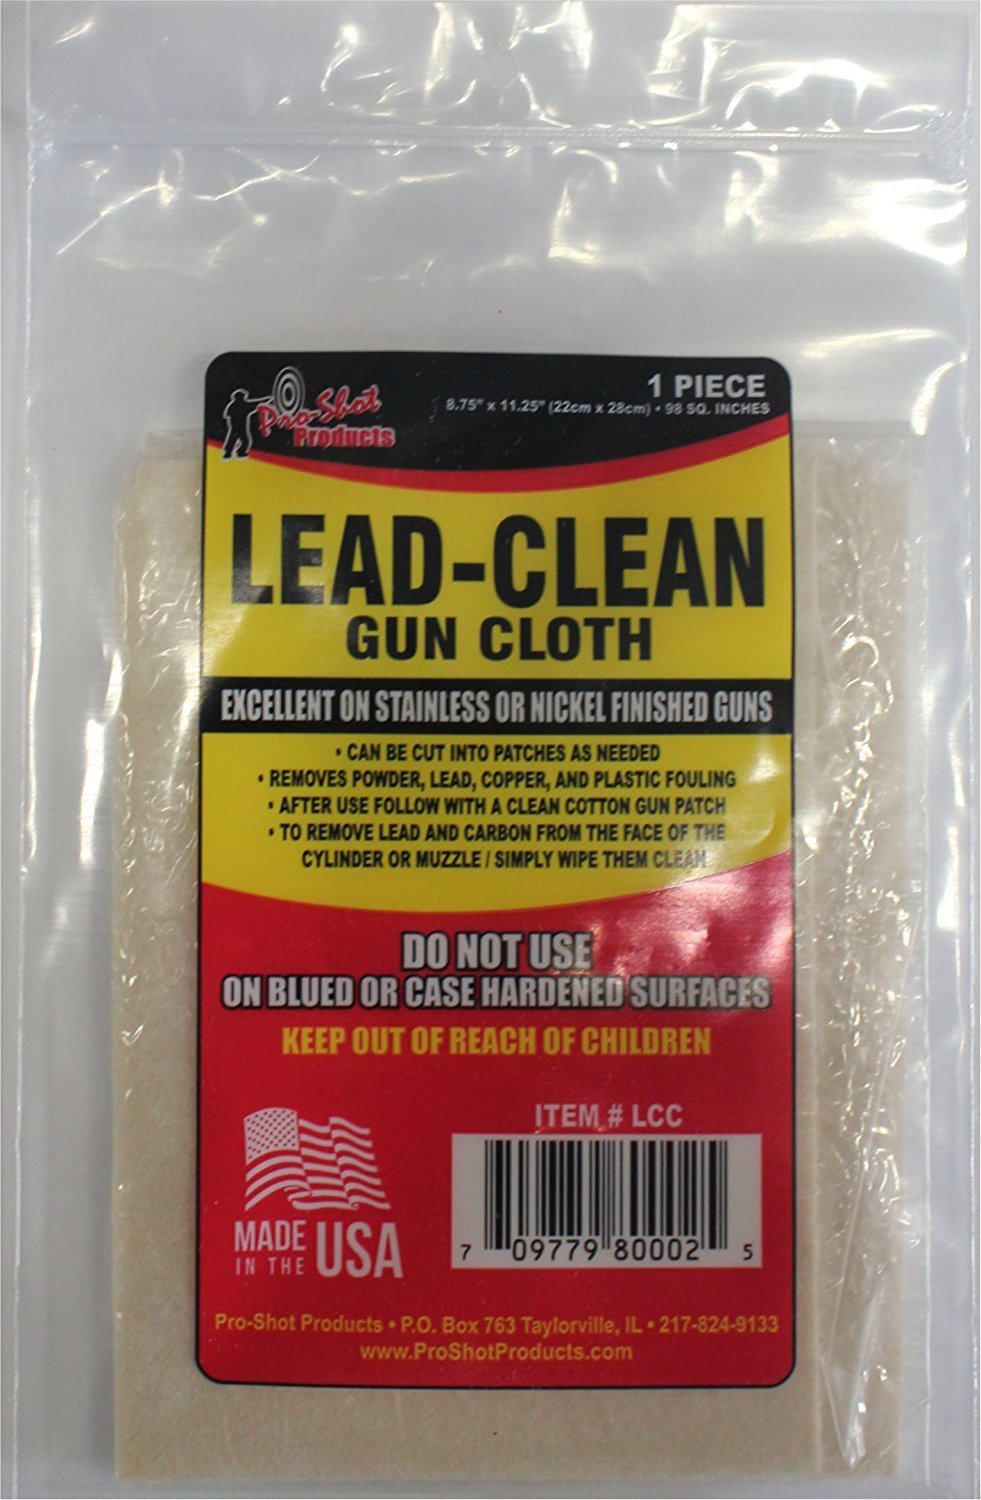 Pro-Shot
Products
1 PIECE
8.75" x 11.25" (22cm x 28cm) • 98 SQ. INCHES
LEAD-CLEAN
GUN CLOTH
EXCELLENT ON STAINLESS OR NICKEL FINISHED GUNS
• CAN BE CUT INTO PATCHES AS NEEDED
• REMOVES POWDER, LEAD, COPPER, AND PLASTIC FOULING
• AFTER USE FOLLOW WITH A CLEAN COTTON GUN PATCH
• TO REMOVE LEAD AND CARBON FROM THE FACE OF THE
CYLINDER OR MUZZLE / SIMPLY WIPE THEM CLEAN
DO NOT USE
ON BLUED OR CASE HARDENED SURFACES
KEEP OUT OF REACH OF CHILDREN
ITEM # LCC
MADE
IN THE
USA
7 09779 80002 5
Pro-Shot Products • P.O. Box 763 Taylorville, IL • 217-824-9133
www.ProShotProducts.com